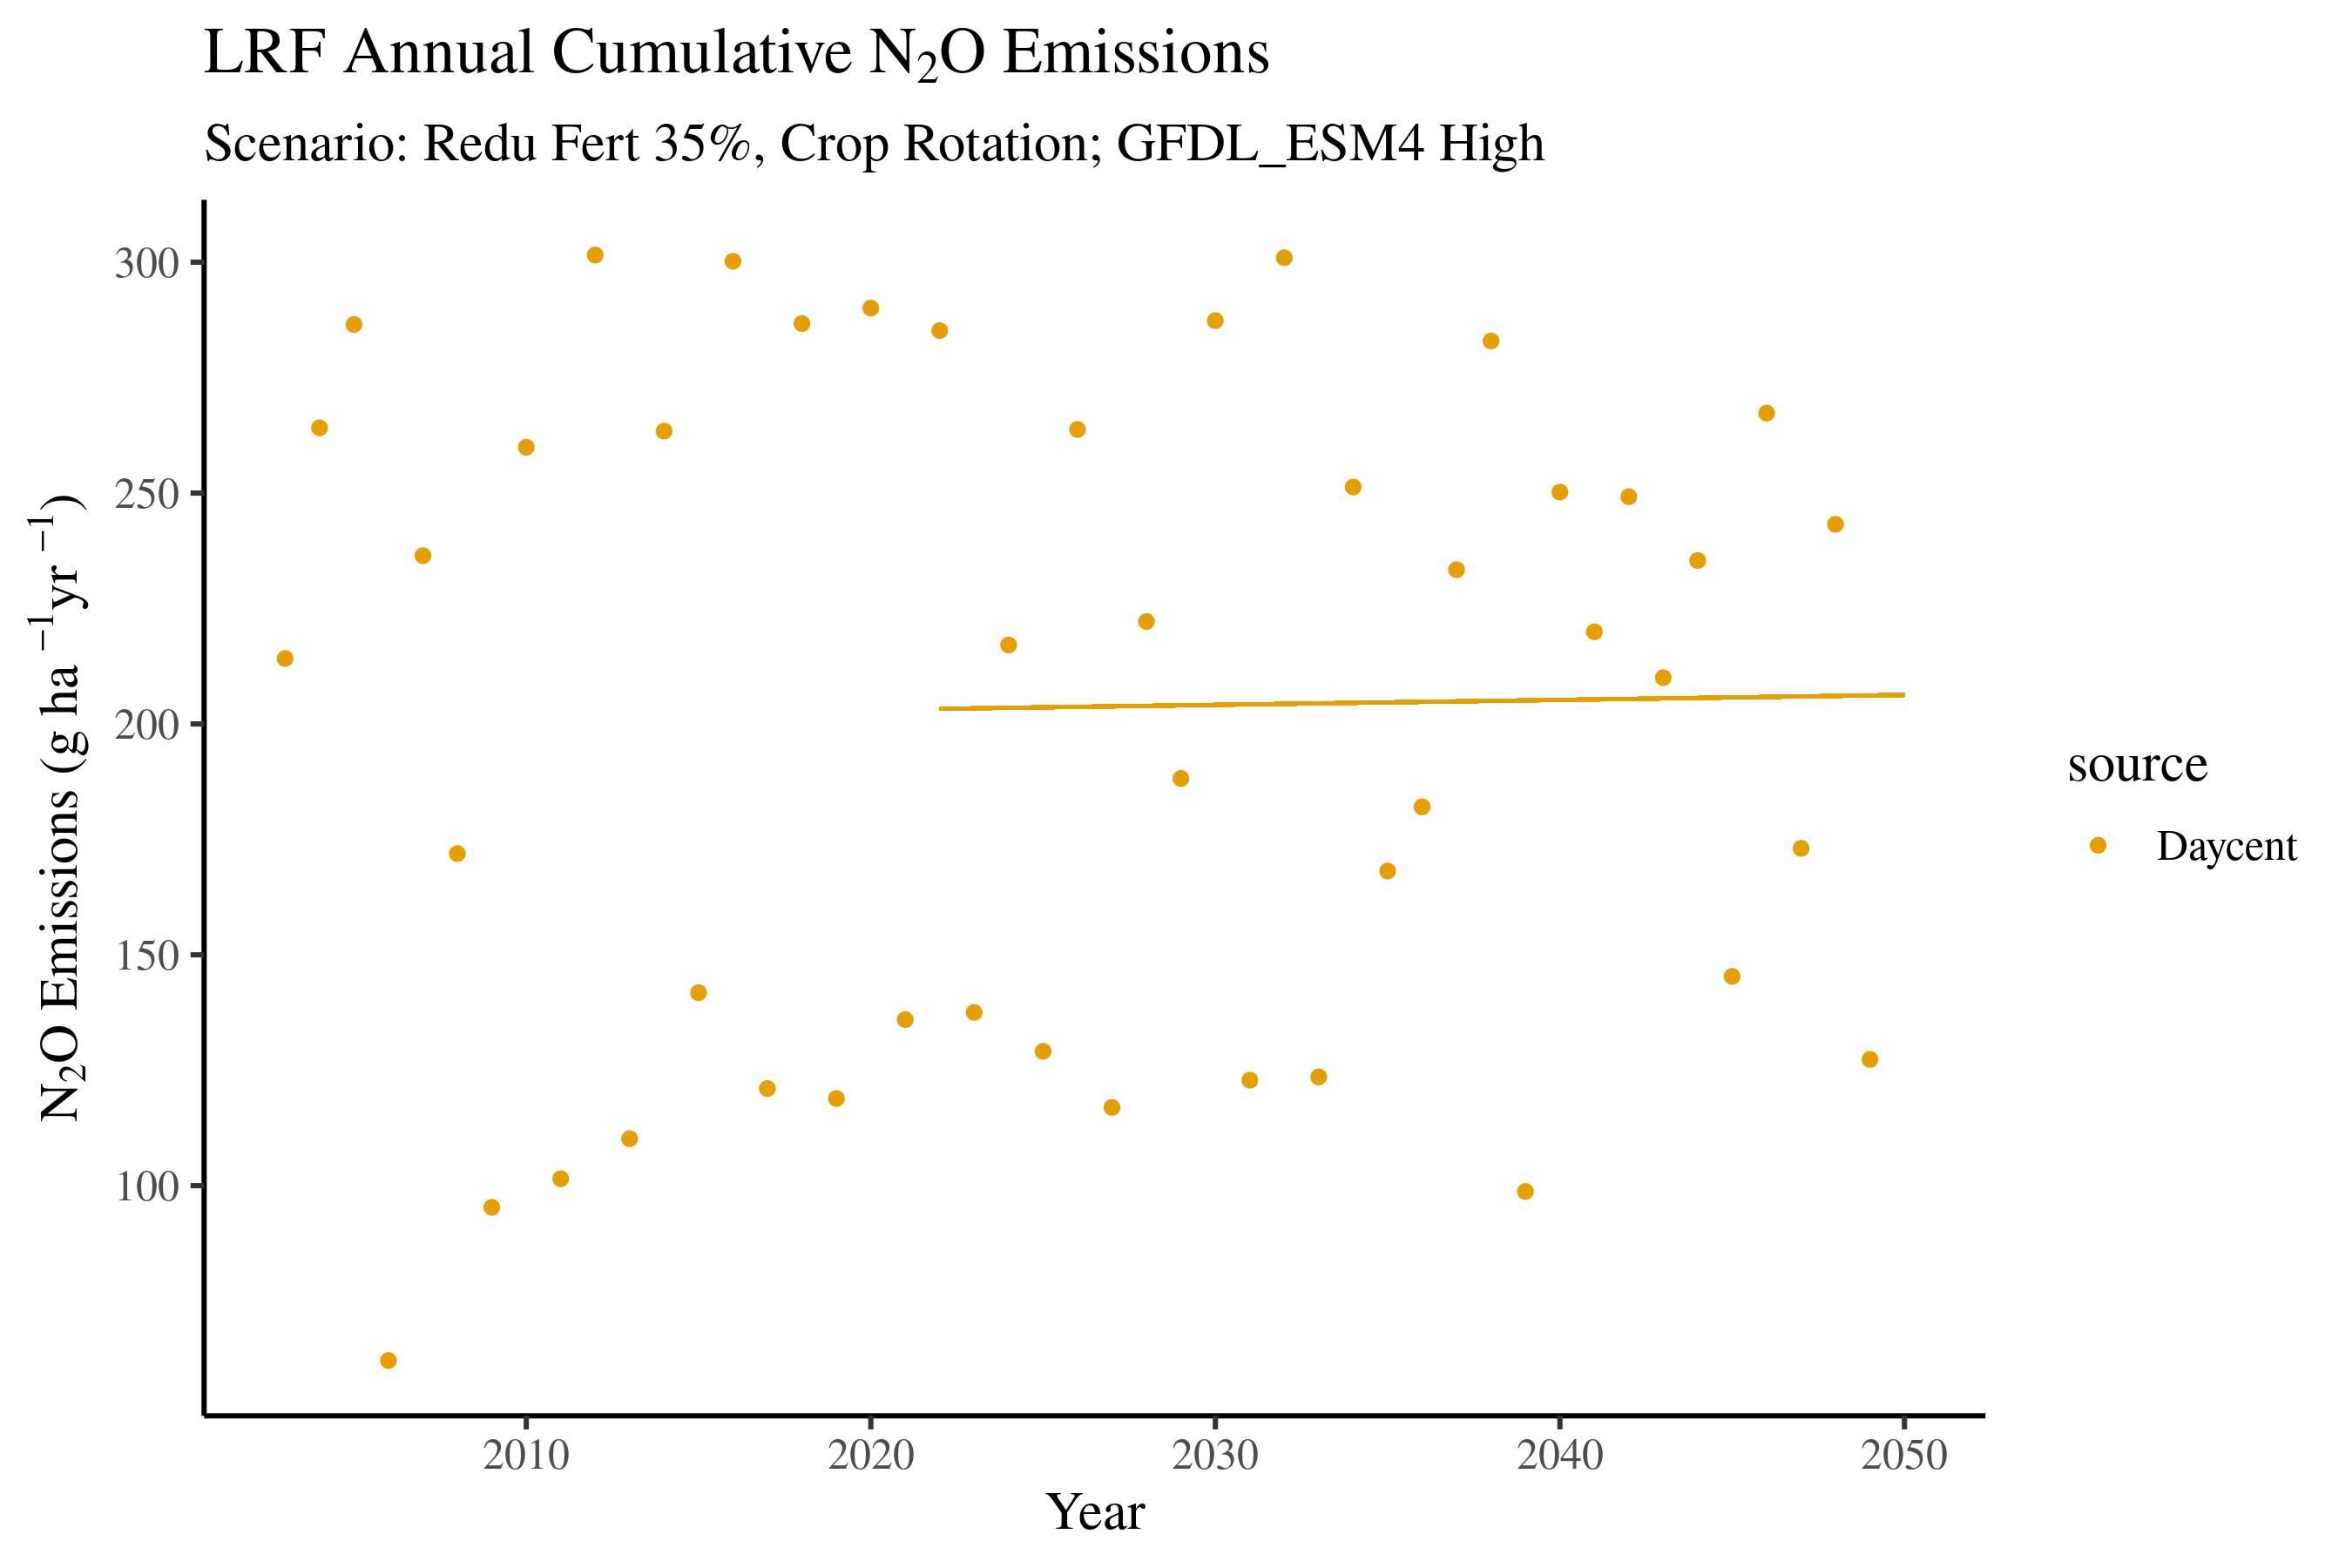 LRF Annual Cumulative N₂O Emissions
Scenario: Redu Fert 35%, Crop Rotation; GFDL_ESM4 High
N₂O Emissions (g ha⁻¹yr⁻¹)
300
250
200
150
100
2010
2020
2030
2040
2050
Year
source
Daycent